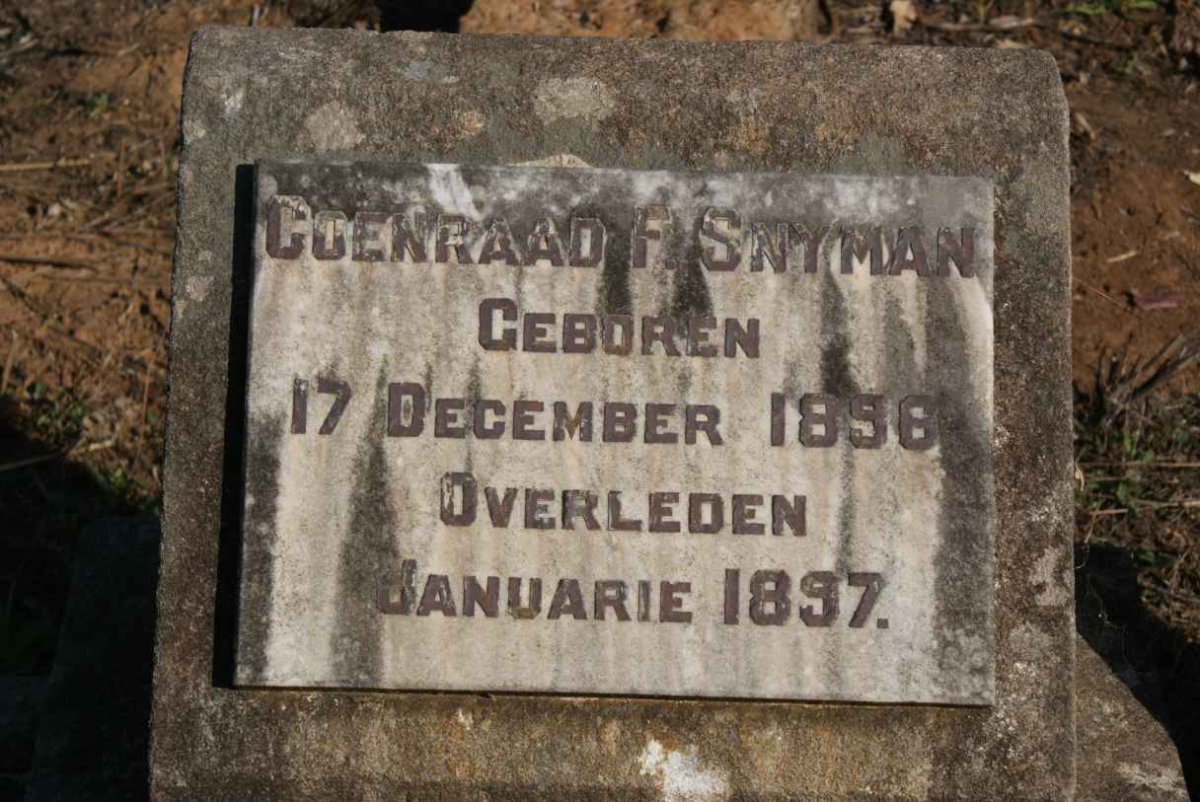 COENRAAD F. SNYMAN
GEBOREN
17 DECEMBER 1896
OVERLEDEN
JANUARIE 1897.